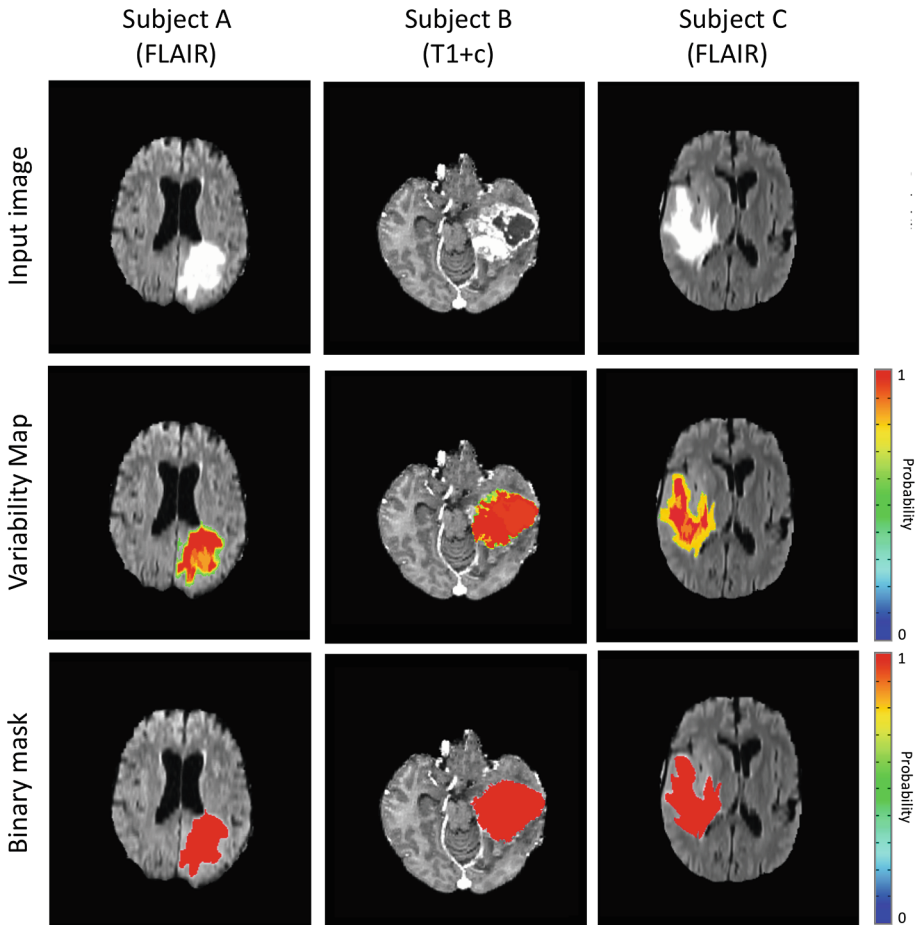 Subject A
(FLAIR)
Subject B
(T1+c)
Subject C
(FLAIR)
Input image
Variability Map
1
Probability
0
Binary mask
1
Probability
0